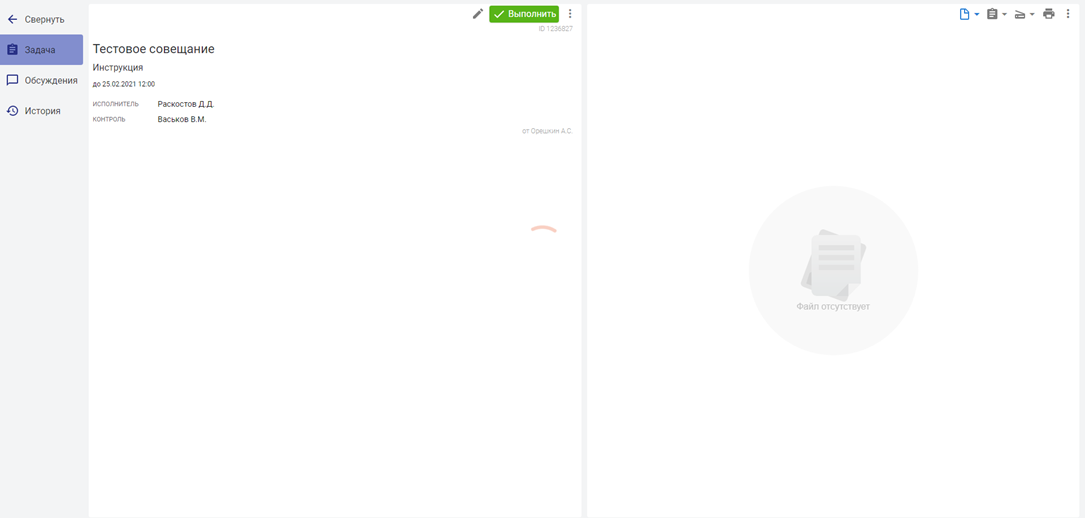 Свернуть
Задача
Обсуждения
История
Выполнить
ID 1236827
Тестовое совещание
Инструкция
до 25.02.2021 12:00
ИСПОЛНИТЕЛЬ Раскостов Д.Д.
КОНТРОЛЬ Васьков В.М.
от Орешкин А.С.
Файл отсутствует